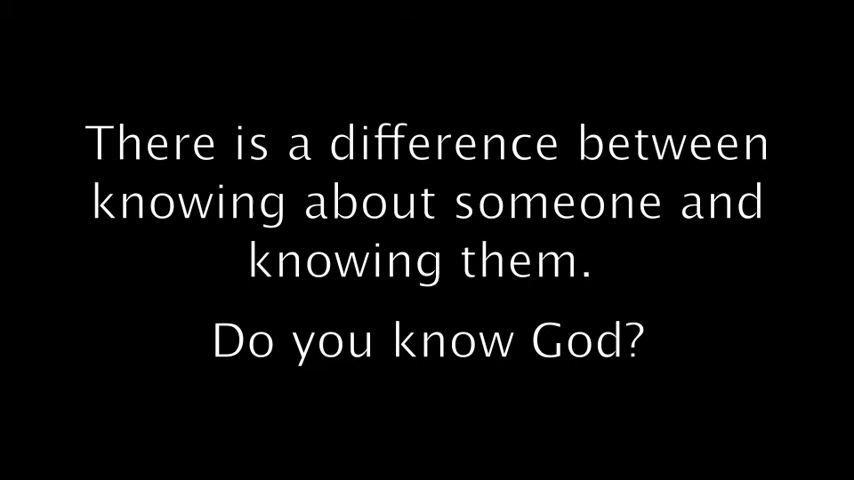 There is a difference between
knowing about someone and
knowing them.
Do you know God?